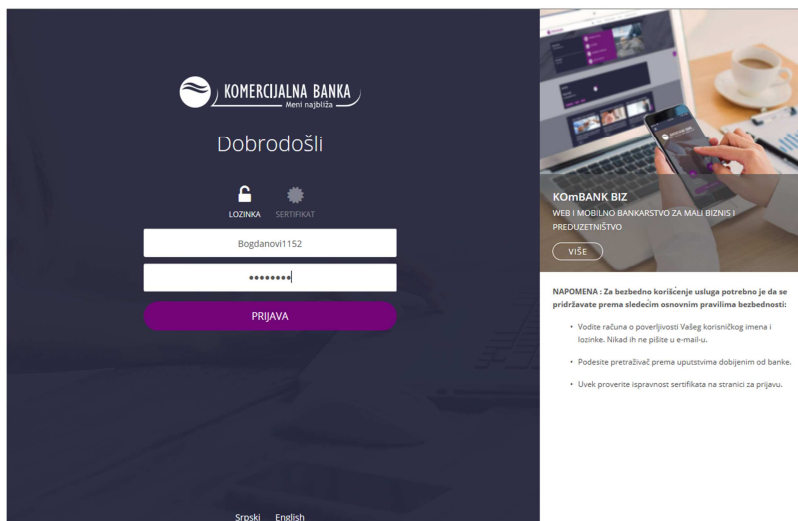 KOMERCIJALNA BANKA
Meni najbliža
Dobrodošli
LOZINKA
SERTIFIKAT
Bogdanovi1152
••••••••
PRIJAVA
Srpski English
KOmBANK BIZ
WEB I MOBILNO BANKARSTVO ZA MALI BIZNIS I
PREDUZETNIŠTVO
VIŠE
NAPOMENA : Za bezbedno korišćenje usluga potrebno je da se
pridržavate prema sledećim osnovnim pravilima bezbednosti:
• Vodite računa o poverljivosti Vašeg korisničkog imena i
lozinke. Nikad ih ne pišite u e-mail-u.
• Podesite pretraživač prema uputstvima dobijenim od banke.
• Uvek proverite ispravnost sertifikata na stranici za prijavu.